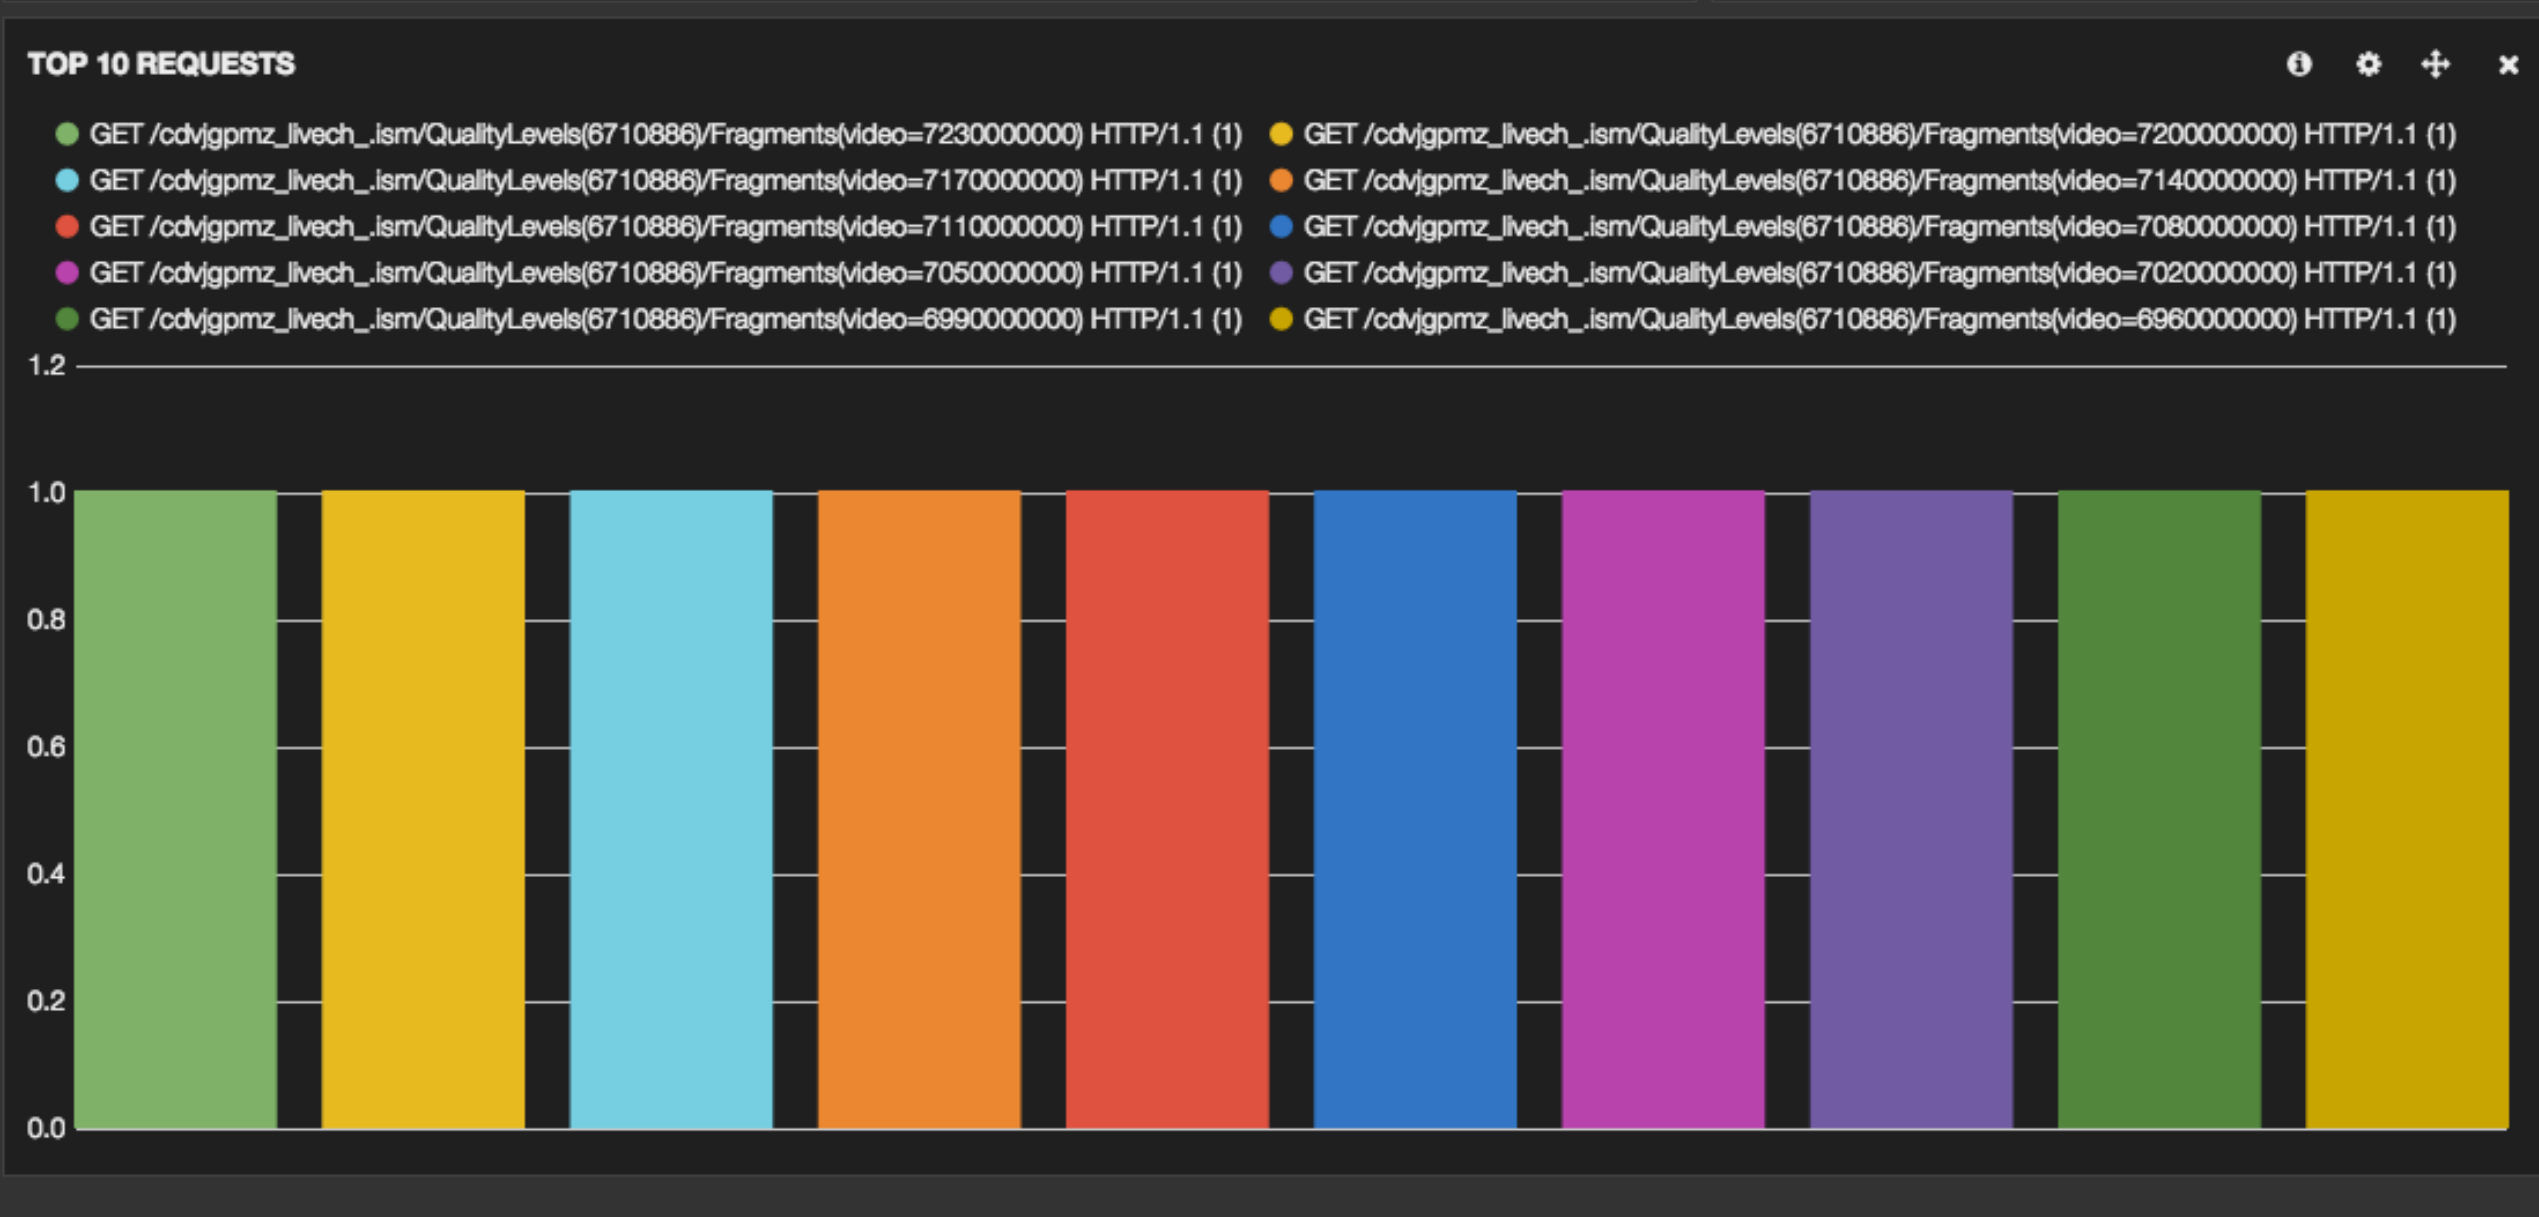 TOP 10 REQUESTS
GET /cdvjgpmz_livech_.ism/QualityLevels(6710886)/Fragments(video=7230000000) HTTP/1.1 (1) GET /cdvjgpmz_livech_.ism/QualityLevels(6710886)/Fragments(video=7200000000) HTTP/1.1 (1)
GET /cdvjgpmz_livech_.ism/QualityLevels(6710886)/Fragments(video=7170000000) HTTP/1.1 (1) GET /cdvjgpmz_livech_.ism/QualityLevels(6710886)/Fragments(video=7140000000) HTTP/1.1 (1)
GET /cdvjgpmz_livech_.ism/QualityLevels(6710886)/Fragments(video=7110000000) HTTP/1.1 (1) GET /cdvjgpmz_livech_.ism/QualityLevels(6710886)/Fragments(video=7080000000) HTTP/1.1 (1)
GET /cdvjgpmz_livech_.ism/QualityLevels(6710886)/Fragments(video=7050000000) HTTP/1.1 (1) GET /cdvjgpmz_livech_.ism/QualityLevels(6710886)/Fragments(video=7020000000) HTTP/1.1 (1)
GET /cdvjgpmz_livech_.ism/QualityLevels(6710886)/Fragments(video=6990000000) HTTP/1.1 (1) GET /cdvjgpmz_livech_.ism/QualityLevels(6710886)/Fragments(video=6960000000) HTTP/1.1 (1)
1.2
1.0
0.8
0.6
0.4
0.2
0.0